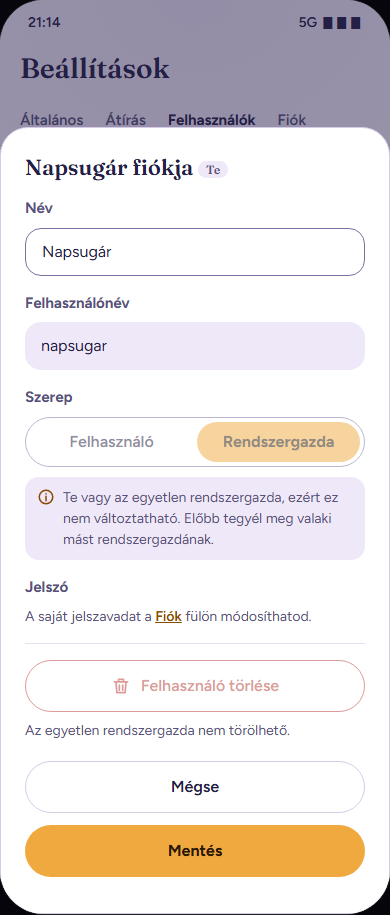 21:14
5G
Beállítások
Általános Átírás Felhasználók Fiók
Napsugár fiókja Te
Név
Napsugár
Felhasználónév
napsugar
Szerep
Felhasználó Rendszergazda
Te vagy az egyetlen rendszergazda, ezért ez
nem változtatható. Előbb tegyél meg valaki
mást rendszergazdának.
Jelszó
A saját jelszavadat a Fiók fülön módosíthatod.
Felhasználó törlése
Az egyetlen rendszergazda nem törölhető.
Mégse
Mentés